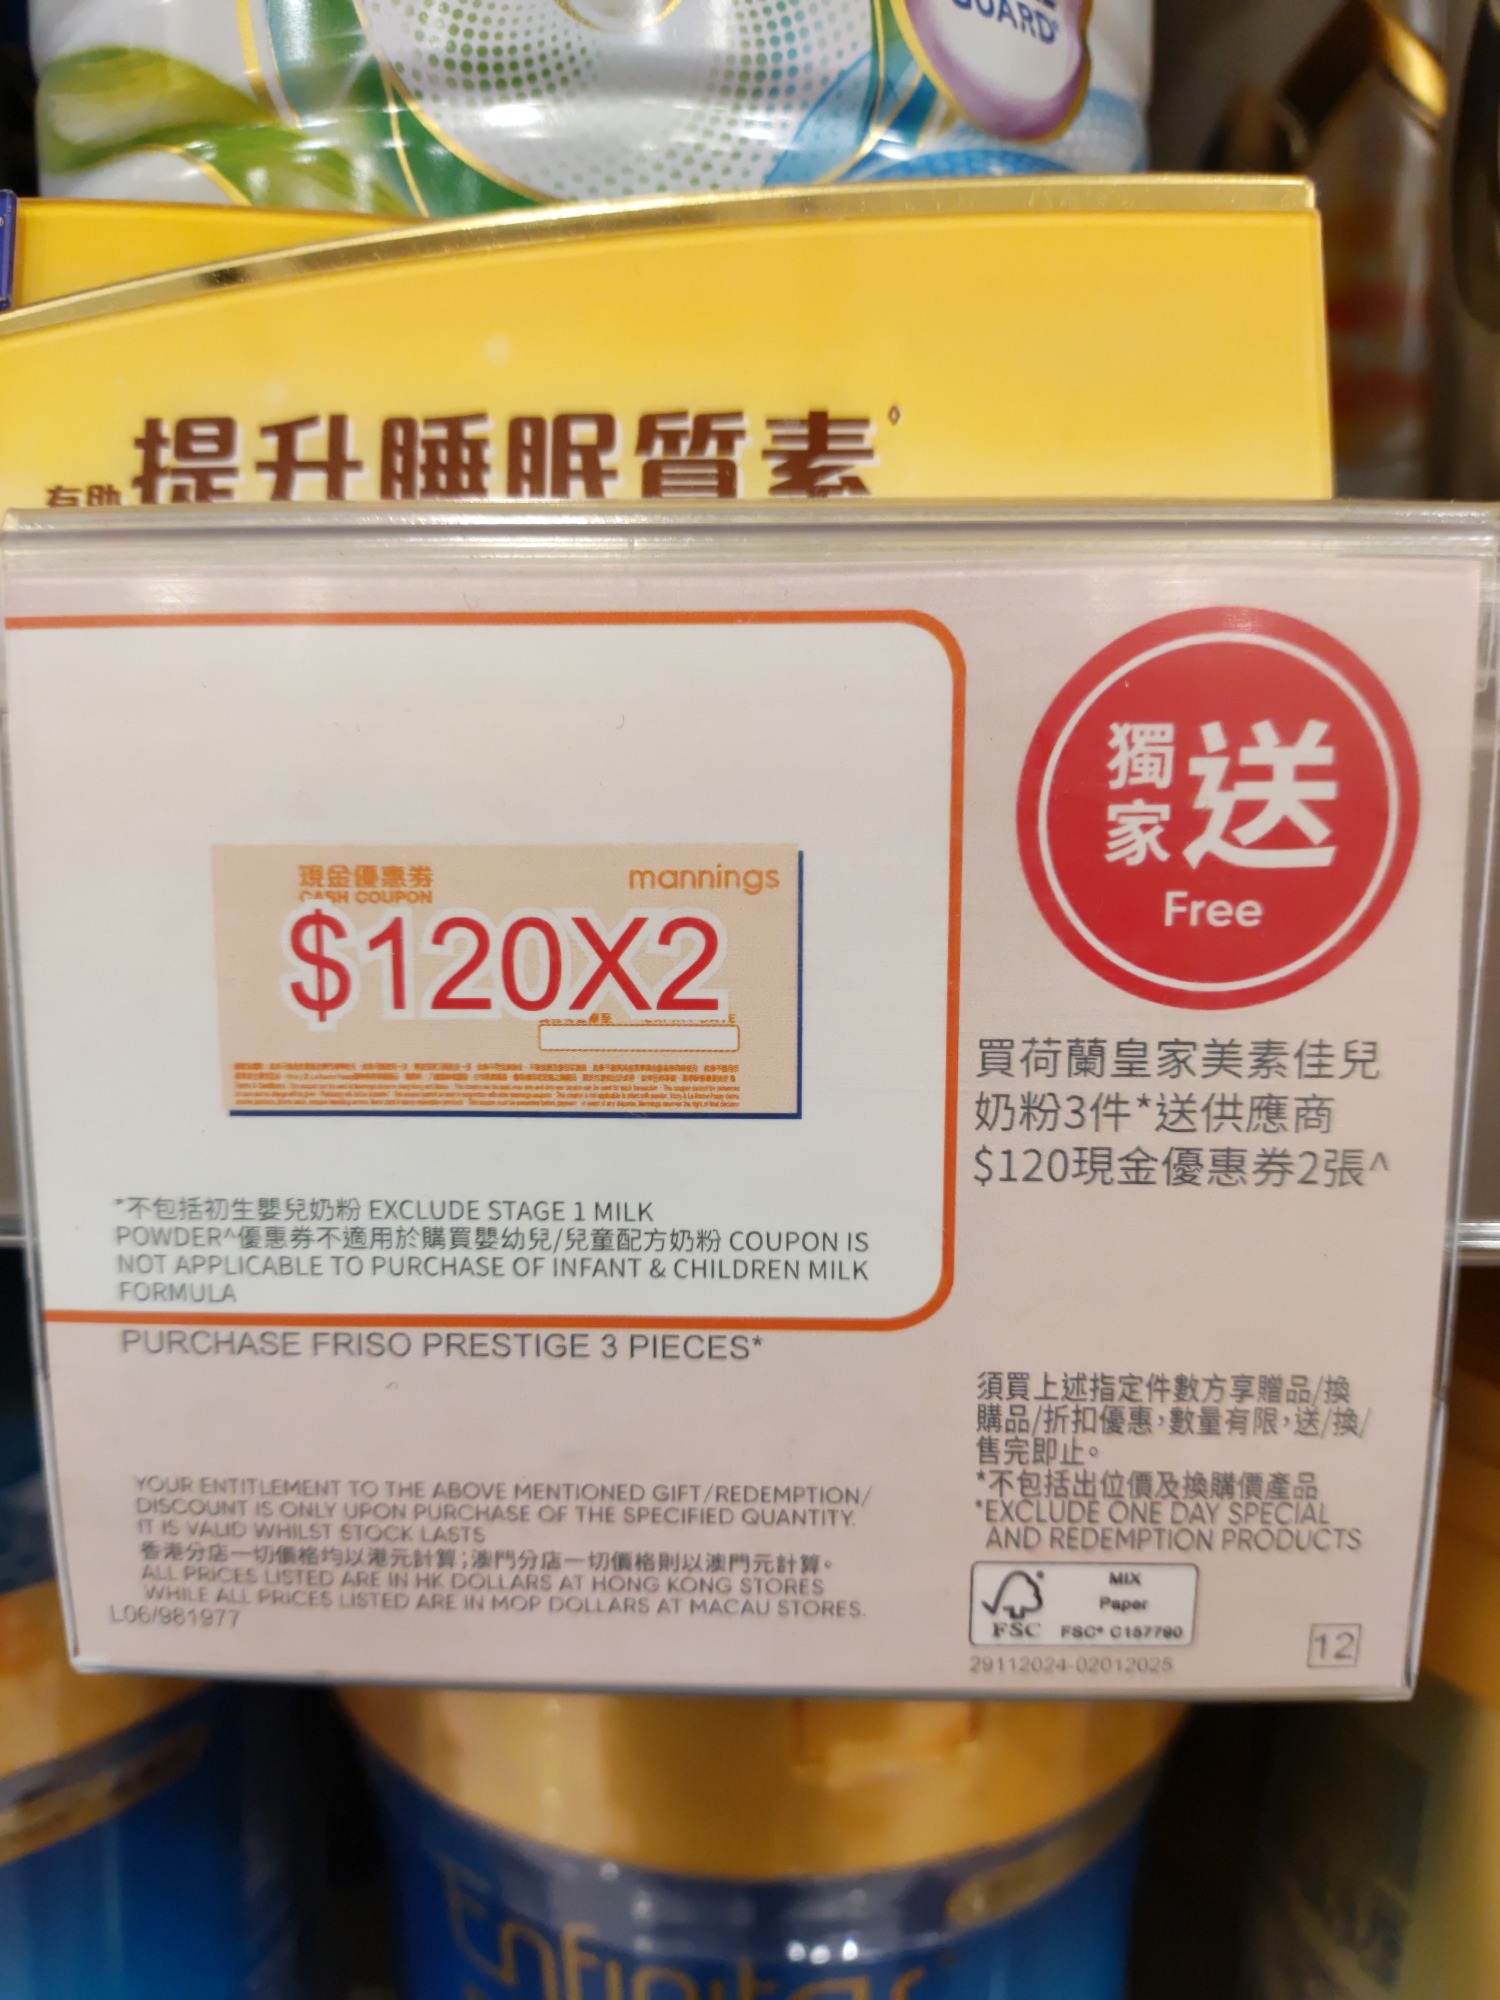 GUARD
有助 提升睡眠質素◊
獨家送
Free
現金優惠券
mannings
CASH COUPON
$120X2
買荷蘭皇家美素佳兒
奶粉3件*送供應商
$120現金優惠券2張^
*不包括初生嬰兒奶粉 EXCLUDE STAGE 1 MILK
POWDER^優惠券不適用於購買嬰幼兒/兒童配方奶粉 COUPON IS
NOT APPLICABLE TO PURCHASE OF INFANT & CHILDREN MILK
FORMULA
PURCHASE FRISO PRESTIGE 3 PIECES*
須買上述指定件數方享贈品/換
購品/折扣優惠，數量有限，送/換/
售完即止。
*不包括出位價及換購價產品
*EXCLUDE ONE DAY SPECIAL
AND REDEMPTION PRODUCTS
YOUR ENTITLEMENT TO THE ABOVE MENTIONED GIFT/REDEMPTION/
DISCOUNT IS ONLY UPON PURCHASE OF THE SPECIFIED QUANTITY.
IT IS VALID WHILST STOCK LASTS
香港分店一切價格均以港元計算；澳門分店一切價格則以澳門元計算。
ALL PRICES LISTED ARE IN HK DOLLARS AT HONG KONG STORES
WHILE ALL PRICES LISTED ARE IN MOP DOLLARS AT MACAU STORES.
L06/981977
FSC
MIX
Paper
FSC® C157790
29112024-02012025
12